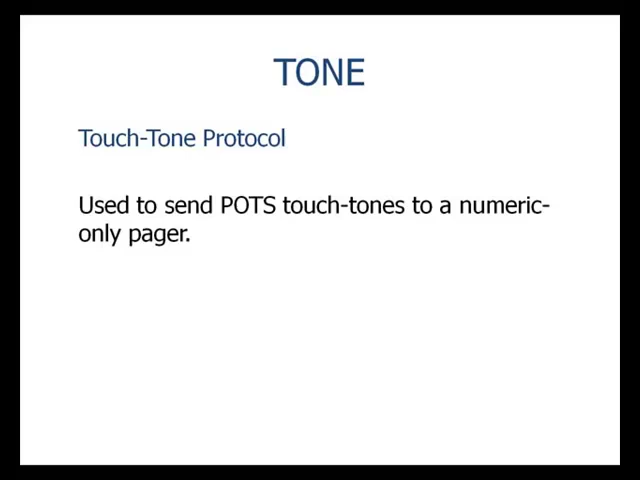 TONE
Touch-Tone Protocol
Used to send POTS touch-tones to a numeric-
only pager.